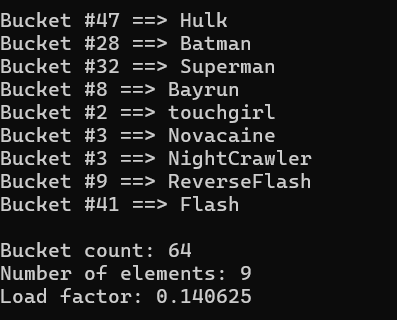 Bucket #47 ==> Hulk
Bucket #28 ==> Batman
Bucket #32 ==> Superman
Bucket #8 ==> Bayrun
Bucket #2 ==> touchgirl
Bucket #3 ==> Novacaine
Bucket #3 ==> NightCrawler
Bucket #9 ==> ReverseFlash
Bucket #41 ==> Flash
Bucket count: 64
Number of elements: 9
Load factor: 0.140625